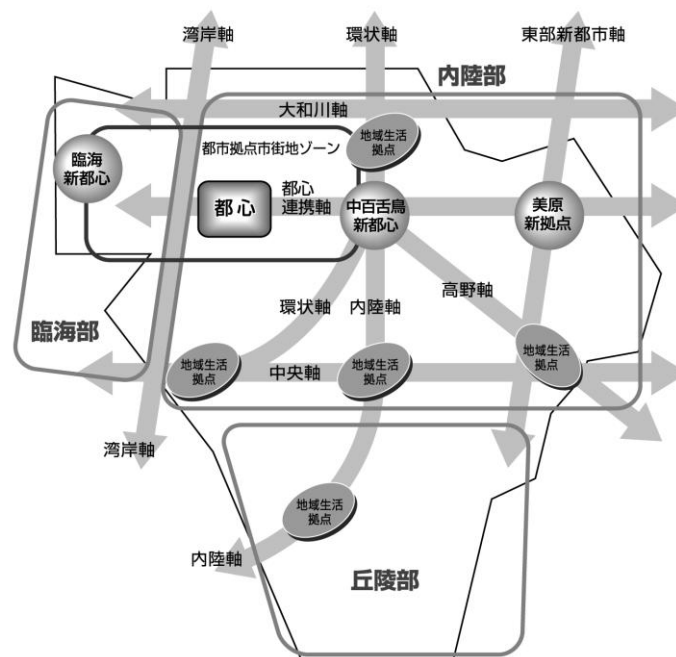 湾岸軸
環状軸
東部新都市軸
内陸部
大和川軸
地域生活
拠点
都市拠点市街地ゾーン
臨海
新都心
都心
都心
連携軸
中百舌鳥
新都心
美原
新拠点
高野軸
環状軸
内陸軸
臨海部
地域生活
拠点
中央軸
地域生活
拠点
地域生活
拠点
湾岸軸
地域生活
拠点
内陸軸
丘陵部